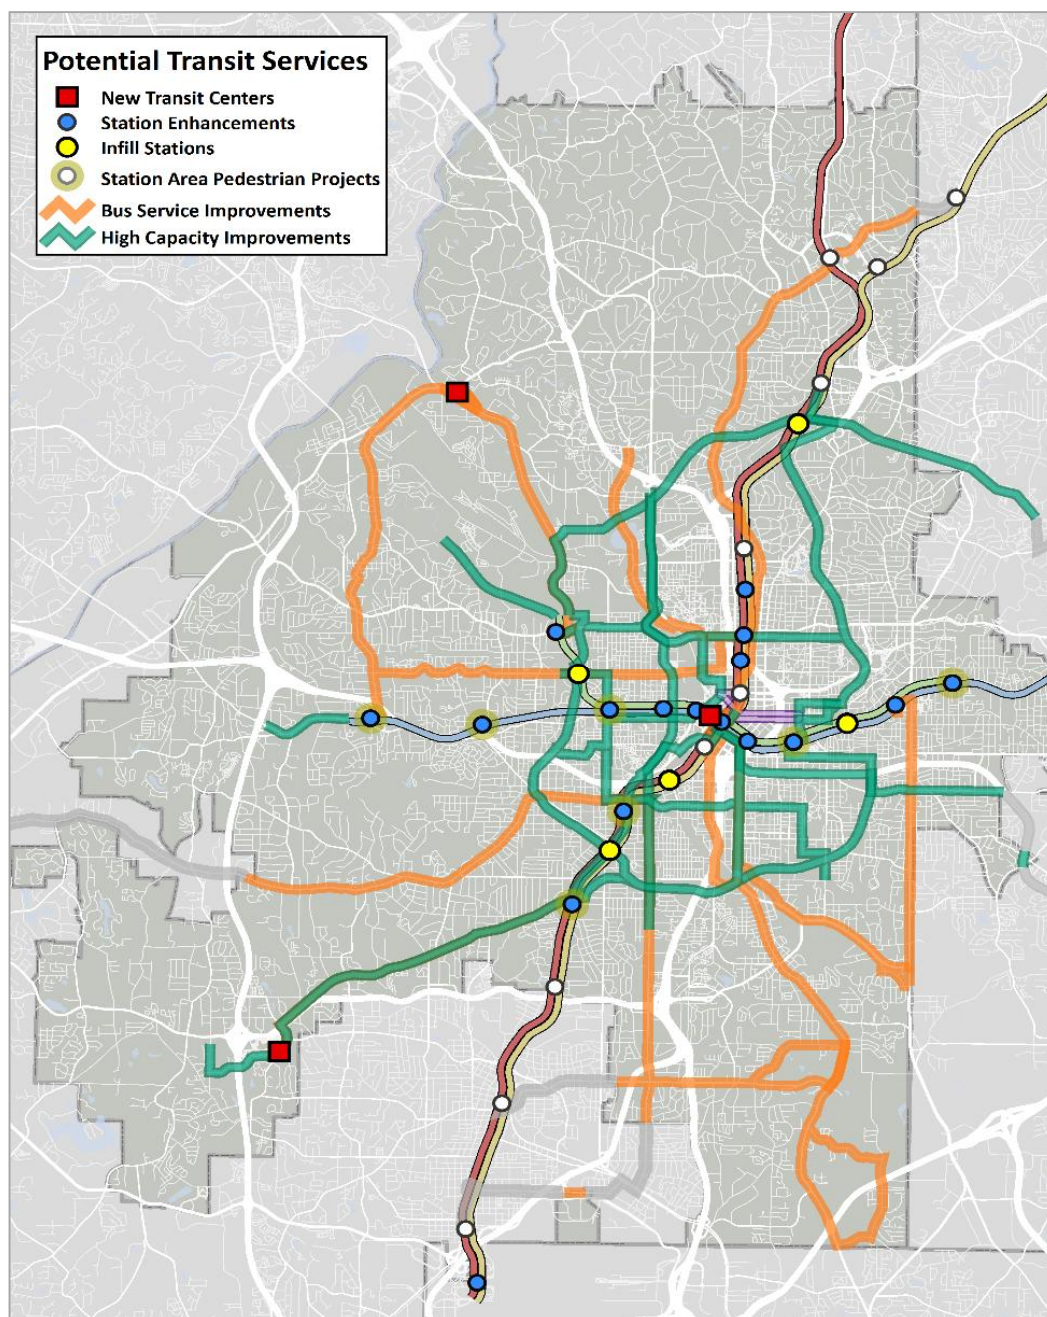 Potential Transit Services
New Transit Centers
Station Enhancements
Infill Stations
Station Area Pedestrian Projects
Bus Service Improvements
High Capacity Improvements